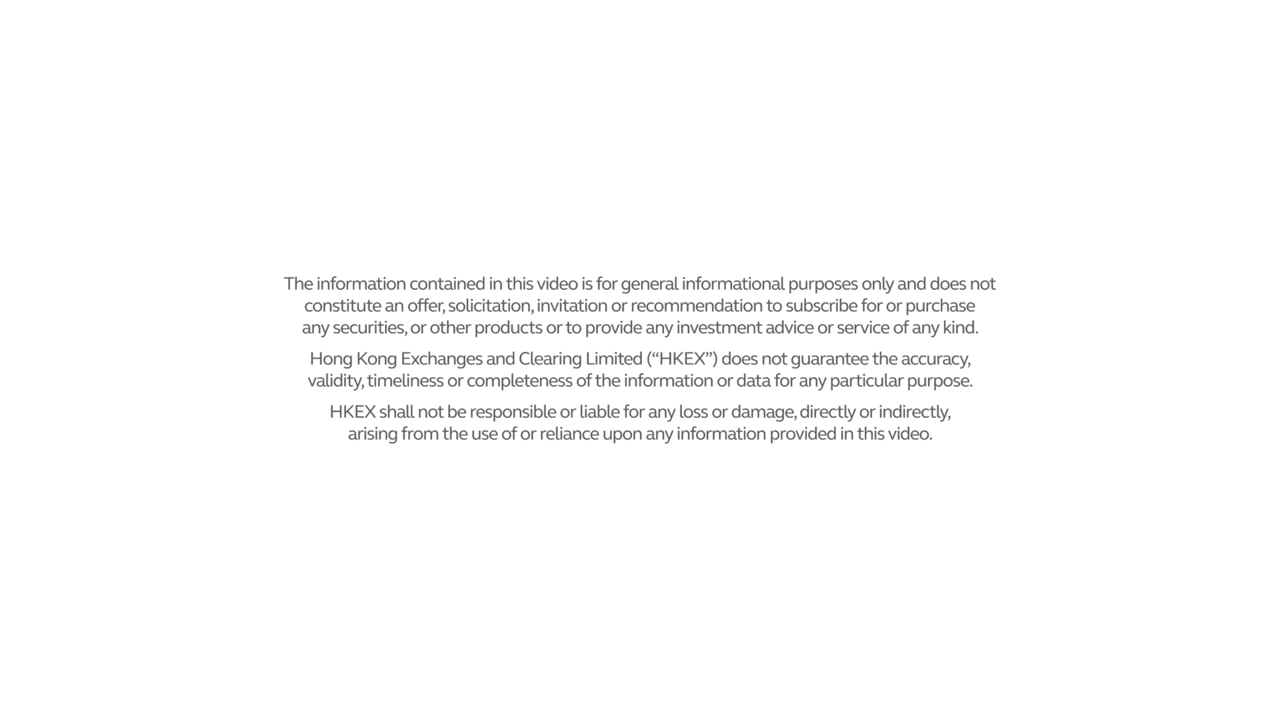 The information contained in this video is for general informational purposes only and does not
constitute an offer, solicitation, invitation or recommendation to subscribe for or purchase
any securities, or other products or to provide any investment advice or service of any kind.
Hong Kong Exchanges and Clearing Limited (“HKEX”) does not guarantee the accuracy,
validity, timeliness or completeness of the information or data for any particular purpose.
HKEX shall not be responsible or liable for any loss or damage, directly or indirectly,
arising from the use of or reliance upon any information provided in this video.